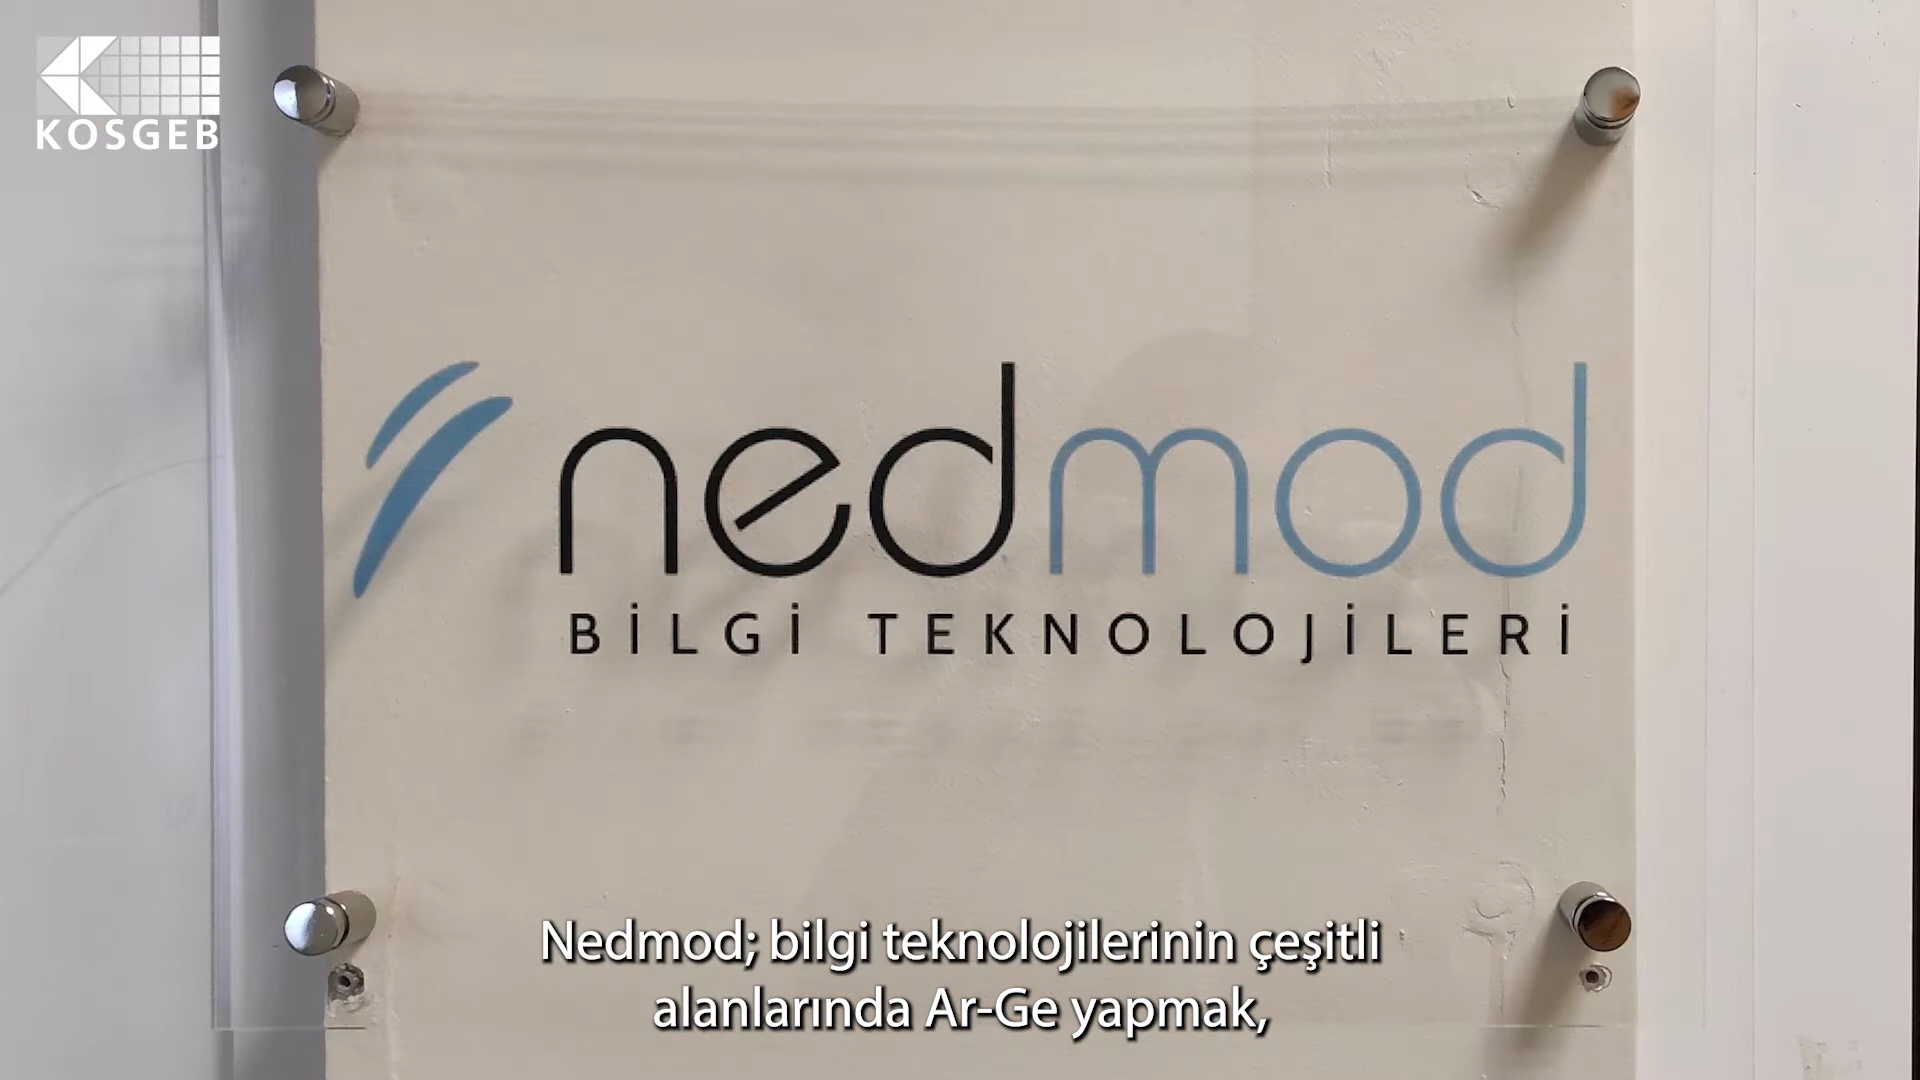 KOSGEB
nedmod
BİLGİ TEKNOLOJİLERİ
Nedmod; bilgi teknolojilerinin çeşitli
alanlarında Ar-Ge yapmak,